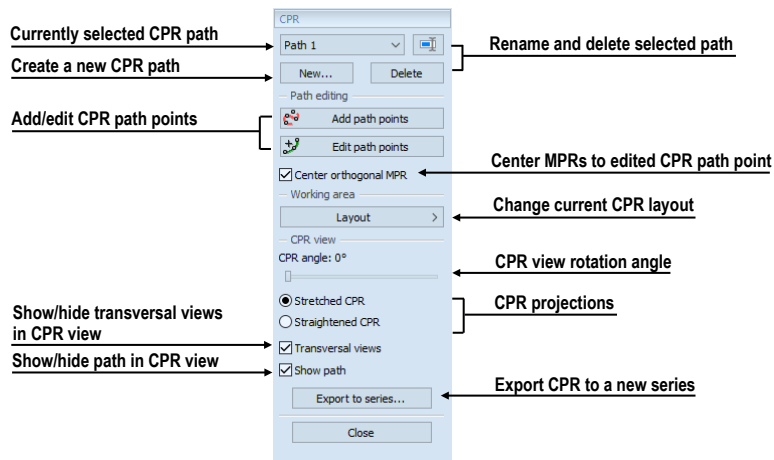 CPR
Currently selected CPR path
Path 1
Rename and delete selected path
Create a new CPR path
New...
Delete
Path editing
Add/edit CPR path points
Add path points
Edit path points
Center MPRs to edited CPR path point
Center orthogonal MPR
Working area
Change current CPR layout
Layout
CPR view
CPR angle: 0°
CPR view rotation angle
Stretched CPR
CPR projections
Straightened CPR
Show/hide transversal views
in CPR view
Transversal views
Show/hide path in CPR view
Show path
Export CPR to a new series
Export to series...
Close